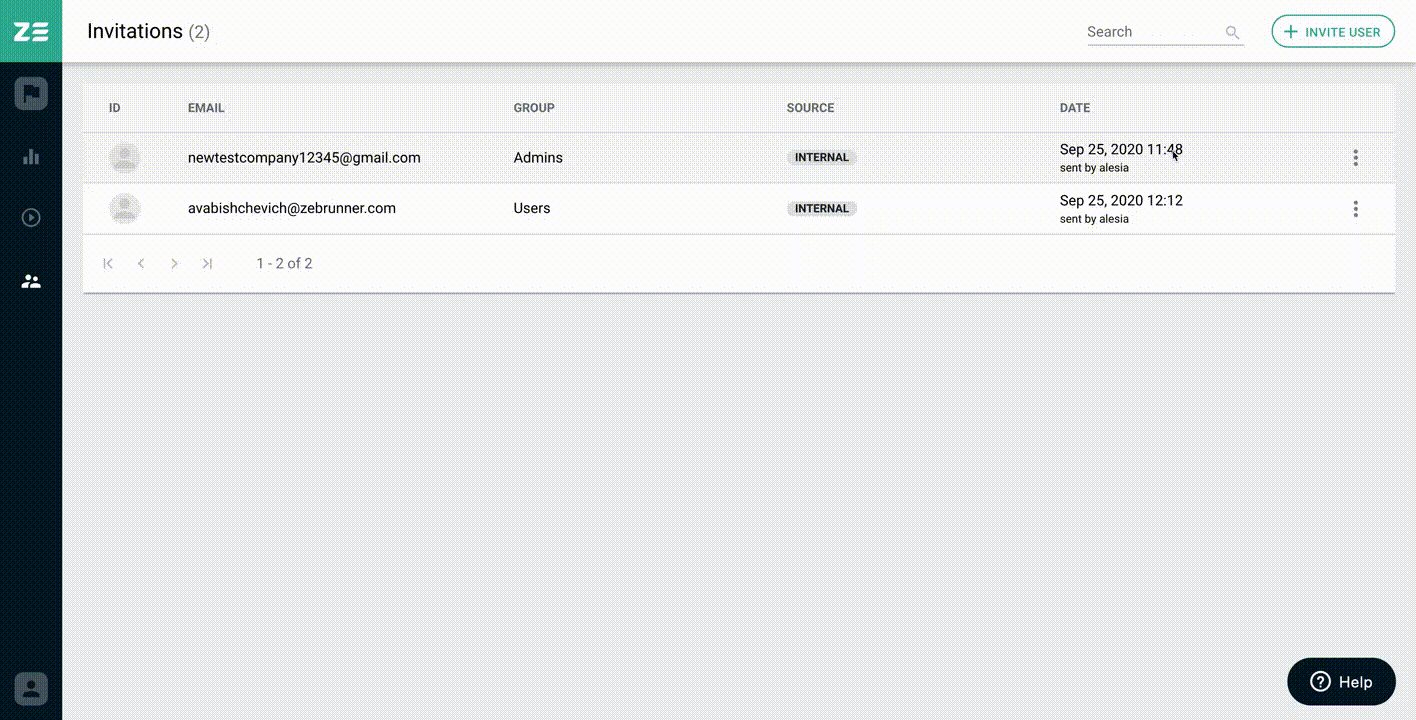 ZE
Invitations (2)
Search
INVITE USER
ID EMAIL GROUP SOURCE DATE
newtestcompany12345@gmail.com Admins INTERNAL Sep 25, 2020 11:48
sent by alesia
avabishchevich@zebrunner.com Users INTERNAL Sep 25, 2020 12:12
sent by alesia
1 - 2 of 2
Help